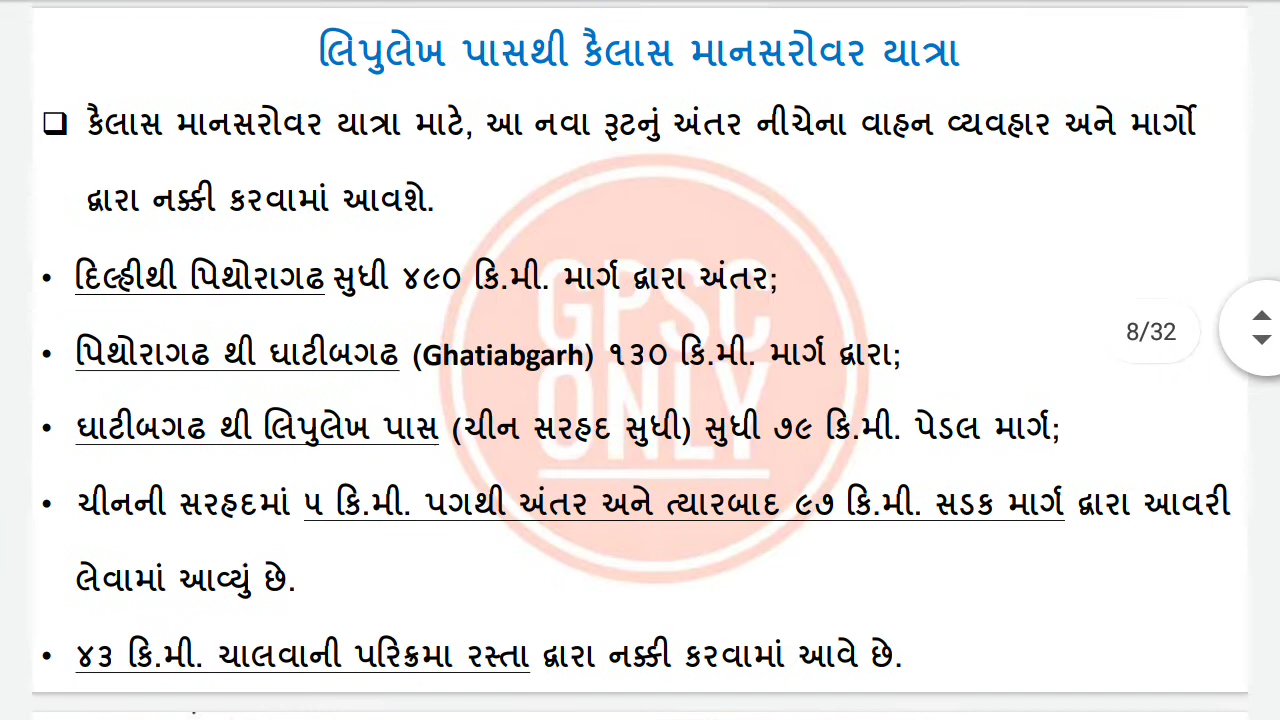 લિપુલેખ પાસથી કૈલાસ માનસરોવર યાત્રા
❑ કૈલાસ માનસરોવર યાત્રા માટે, આ નવા રૂટનું અંતર નીચેના વાહન વ્યવહાર અને માર્ગો
દ્વારા નક્કી કરવામાં આવશે.
• દિલ્હીથી પિથોરાગઢ સુધી ૪૯૦ કિ.મી. માર્ગ દ્વારા અંતર;
• પિથોરાગઢ થી ઘાટીબગઢ (Ghatiabgarh) ૧૩૦ કિ.મી. માર્ગ દ્વારા;
• ઘાટીબગઢ થી લિપુલેખ પાસ (ચીન સરહદ સુધી) સુધી ૭૯ કિ.મી. પેડલ માર્ગ;
• ચીનની સરહદમાં ૫ કિ.મી. પગથી અંતર અને ત્યારબાદ ૯૭ કિ.મી. સડક માર્ગ દ્વારા આવરી
લેવામાં આવ્યું છે.
• ૪૩ કિ.મી. ચાલવાની પરિક્રમા રસ્તા દ્વારા નક્કી કરવામાં આવે છે.
GPSC
ONLY
8/32